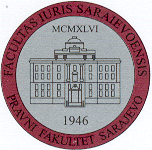 FACULTAS IURIS SARAIEVOENSIS
MCMXLVI
1946
PRAVNI FAKULTET SARAJEVO